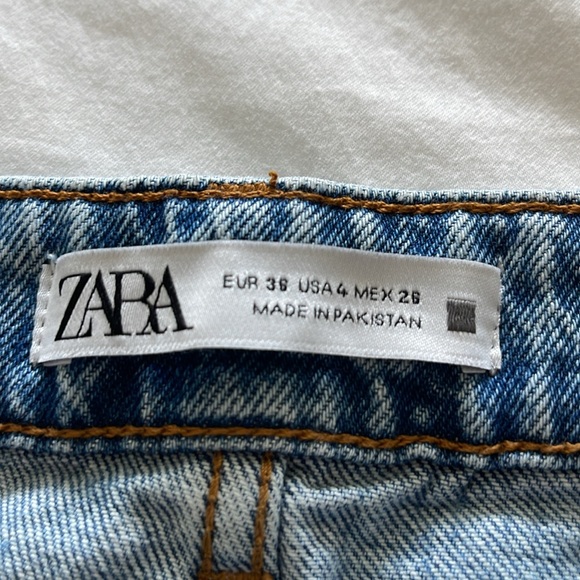 ZARA
EUR 36 USA 4 MEX 26
MADE IN PAKISTAN